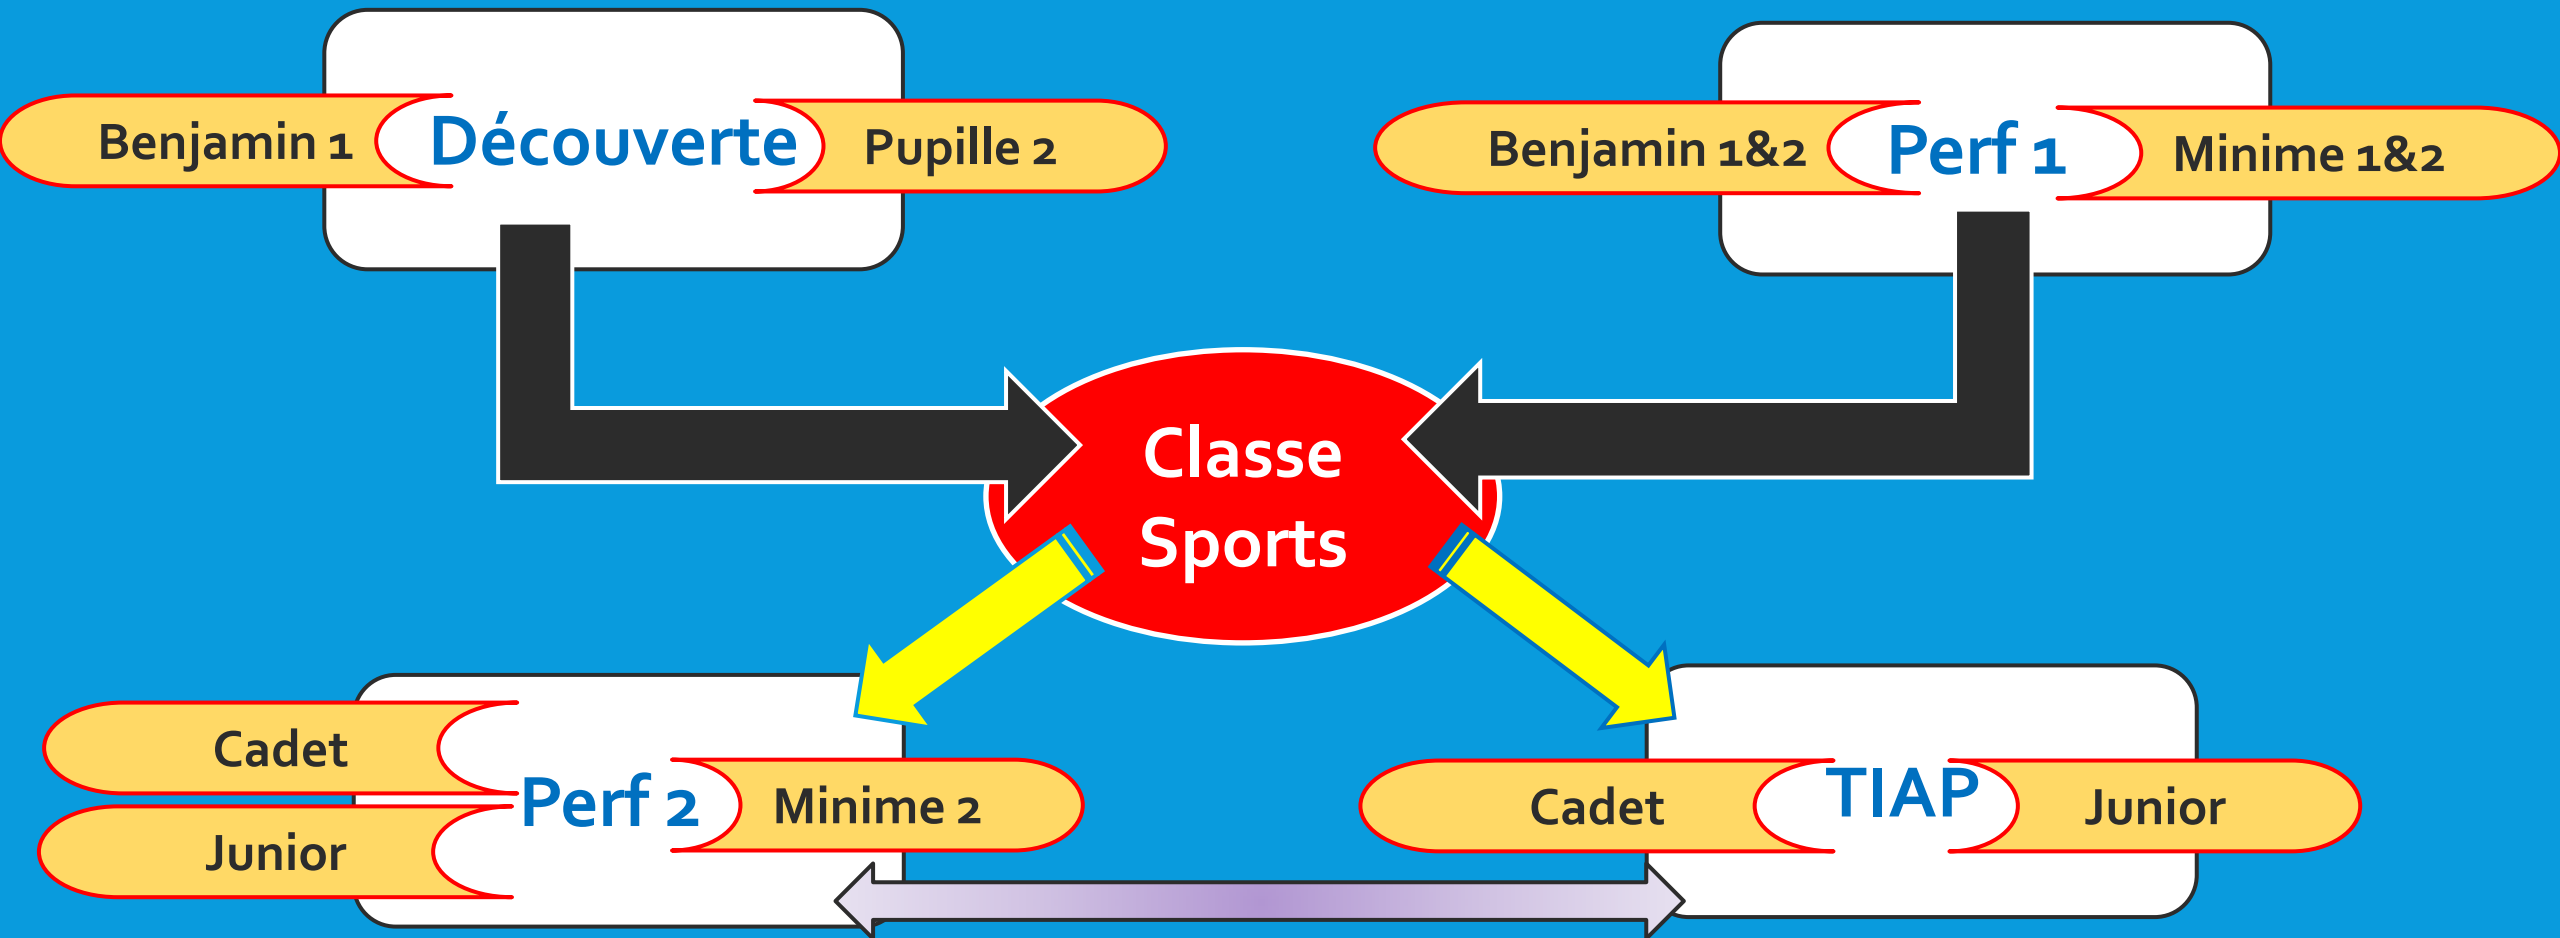 Benjamin 1
Découverte
Pupille 2
Benjamin 1&2
Perf 1
Minime 1&2
Classe
Sports
Cadet
Junior
Perf 2
Minime 2
Cadet
TIAP
Junior